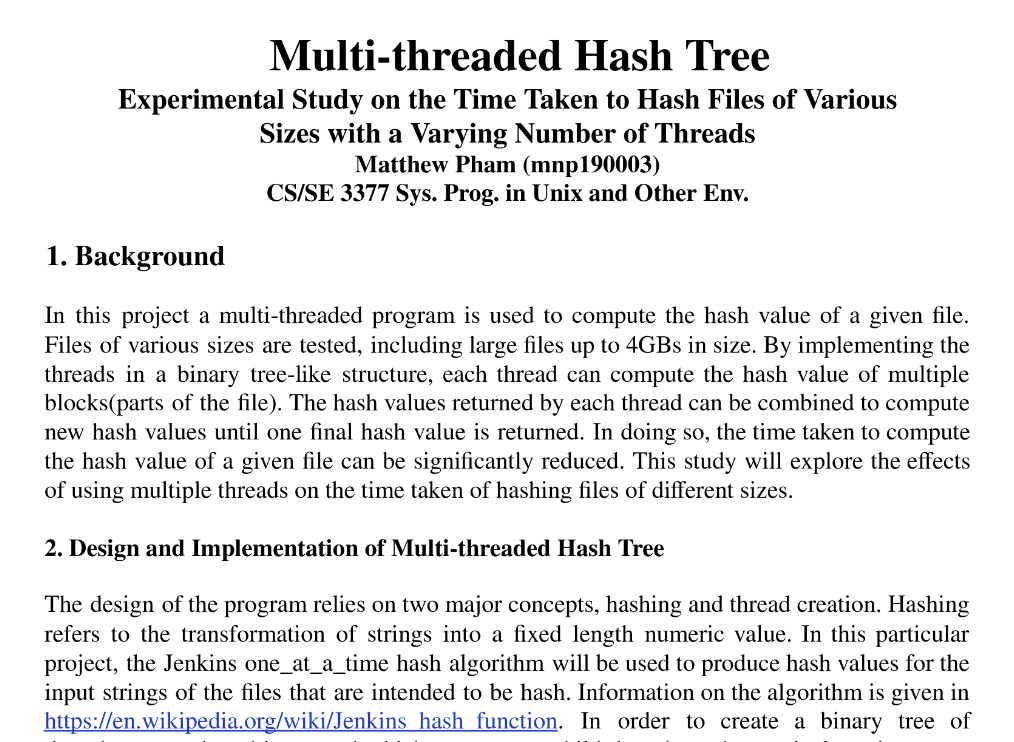 Multi-threaded Hash Tree
Experimental Study on the Time Taken to Hash Files of Various
Sizes with a Varying Number of Threads
Matthew Pham (mnp190003)
CS/SE 3377 Sys. Prog. in Unix and Other Env.
1. Background
In this project a multi-threaded program is used to compute the hash value of a given file.
Files of various sizes are tested, including large files up to 4GBs in size. By implementing the
threads in a binary tree-like structure, each thread can compute the hash value of multiple
blocks(parts of the file). The hash values returned by each thread can be combined to compute
new hash values until one final hash value is returned. In doing so, the time taken to compute
the hash value of a given file can be significantly reduced. This study will explore the effects
of using multiple threads on the time taken of hashing files of different sizes.
2. Design and Implementation of Multi-threaded Hash Tree
The design of the program relies on two major concepts, hashing and thread creation. Hashing
refers to the transformation of strings into a fixed length numeric value. In this particular
project, the Jenkins one_at_a_time hash algorithm will be used to produce hash values for the
input strings of the files that are intended to be hash. Information on the algorithm is given in
https://en.wikipedia.org/wiki/Jenkins_hash_function. In order to create a binary tree of